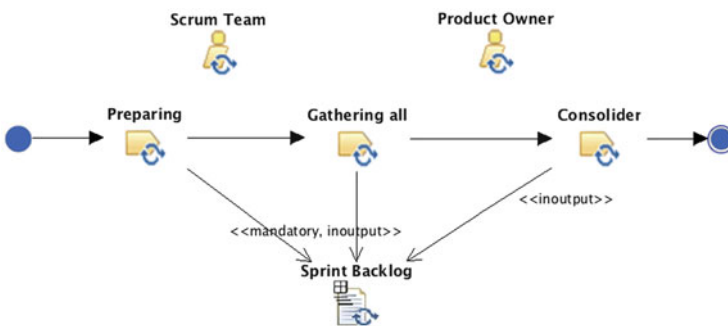 Scrum Team
Product Owner
Preparing
Gathering all
Consolider
<<inoutput>>
<<mandatory, inoutput>>
Sprint Backlog